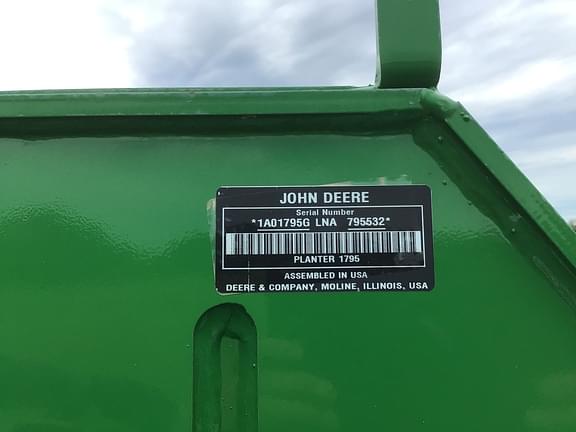 JOHN DEERE
Serial Number
*1A01795G LNA 795532*
PLANTER 1795
ASSEMBLED IN USA
DEERE & COMPANY, MOLINE, ILLINOIS, USA